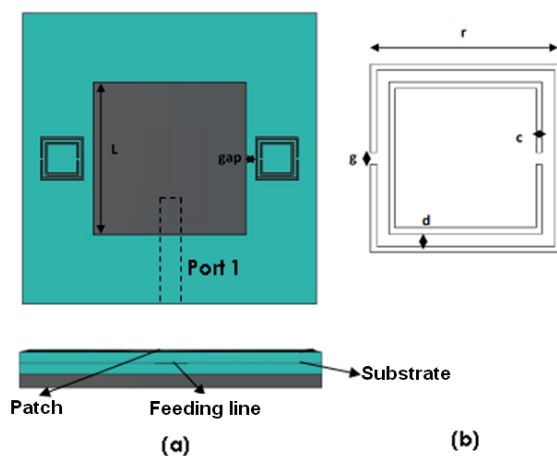 L
gap
Port 1
Patch
Feeding line
Substrate
(a)
r
c
g
d
(b)